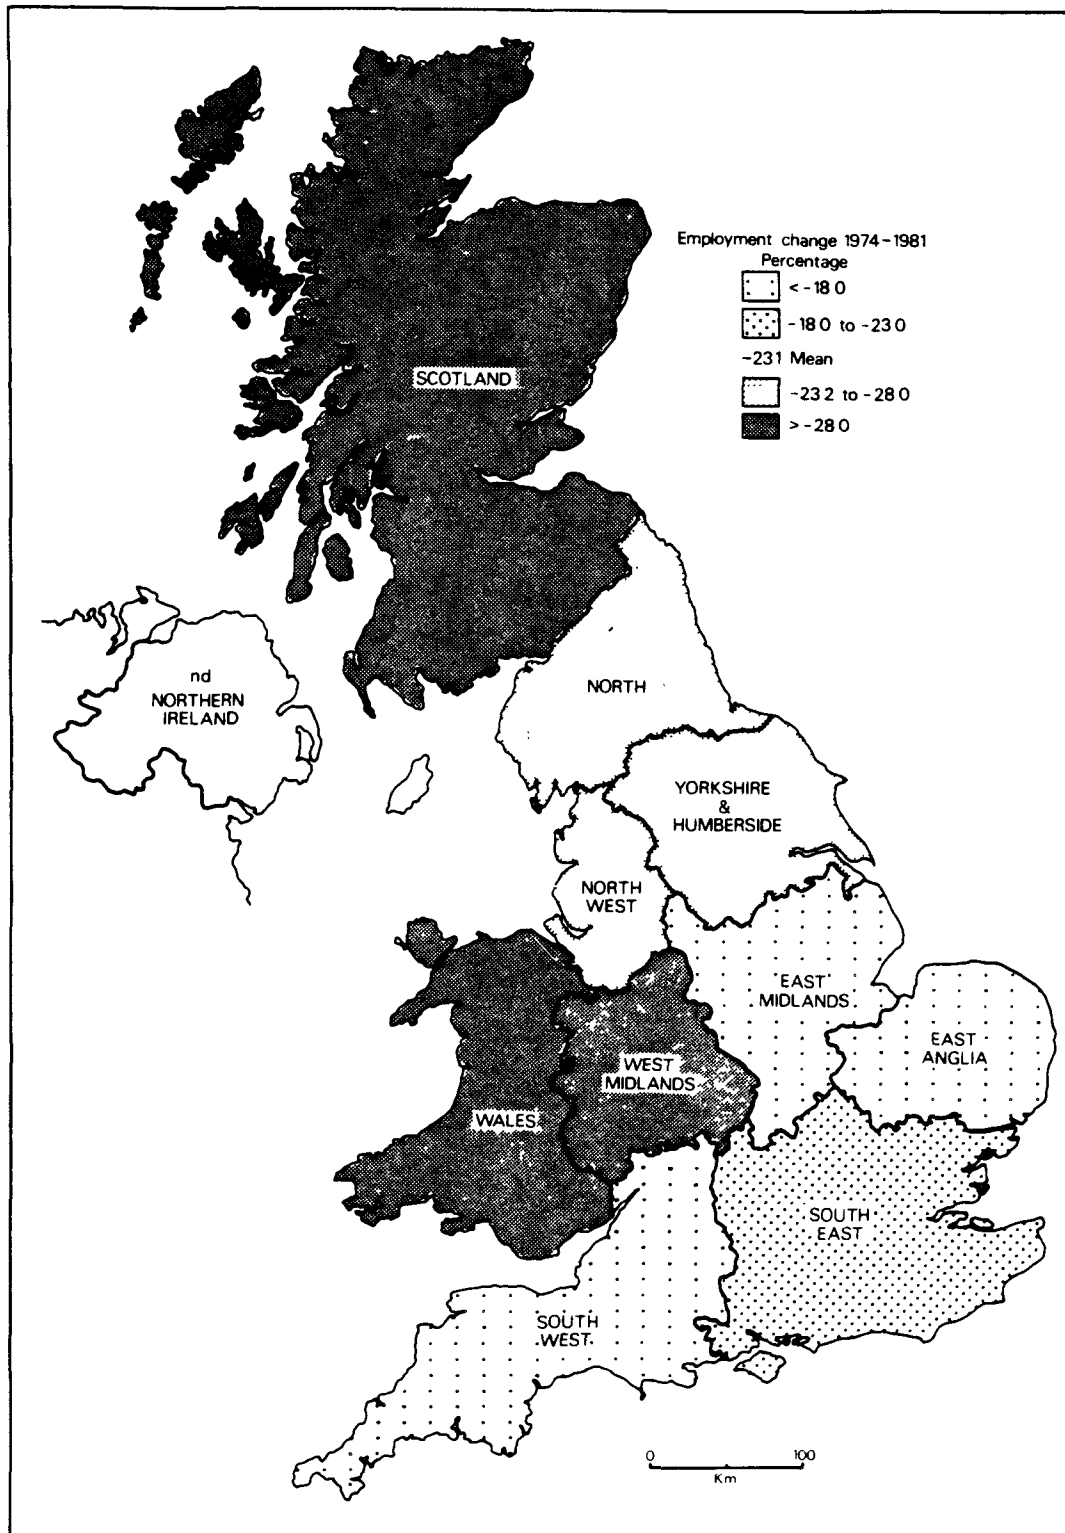 Employment change 1974-1981
Percentage
<-18 0
-18 0 to -23 0
-23 1 Mean
-23 2 to -28 0
>-28 0
SCOTLAND
nd
NORTHERN
IRELAND
NORTH
YORKSHIRE
&
HUMBERSIDE
NORTH
WEST
EAST
MIDLANDS
EAST
ANGLIA
WEST
MIDLANDS
WALES
SOUTH
EAST
SOUTH
WEST
0 100
Km